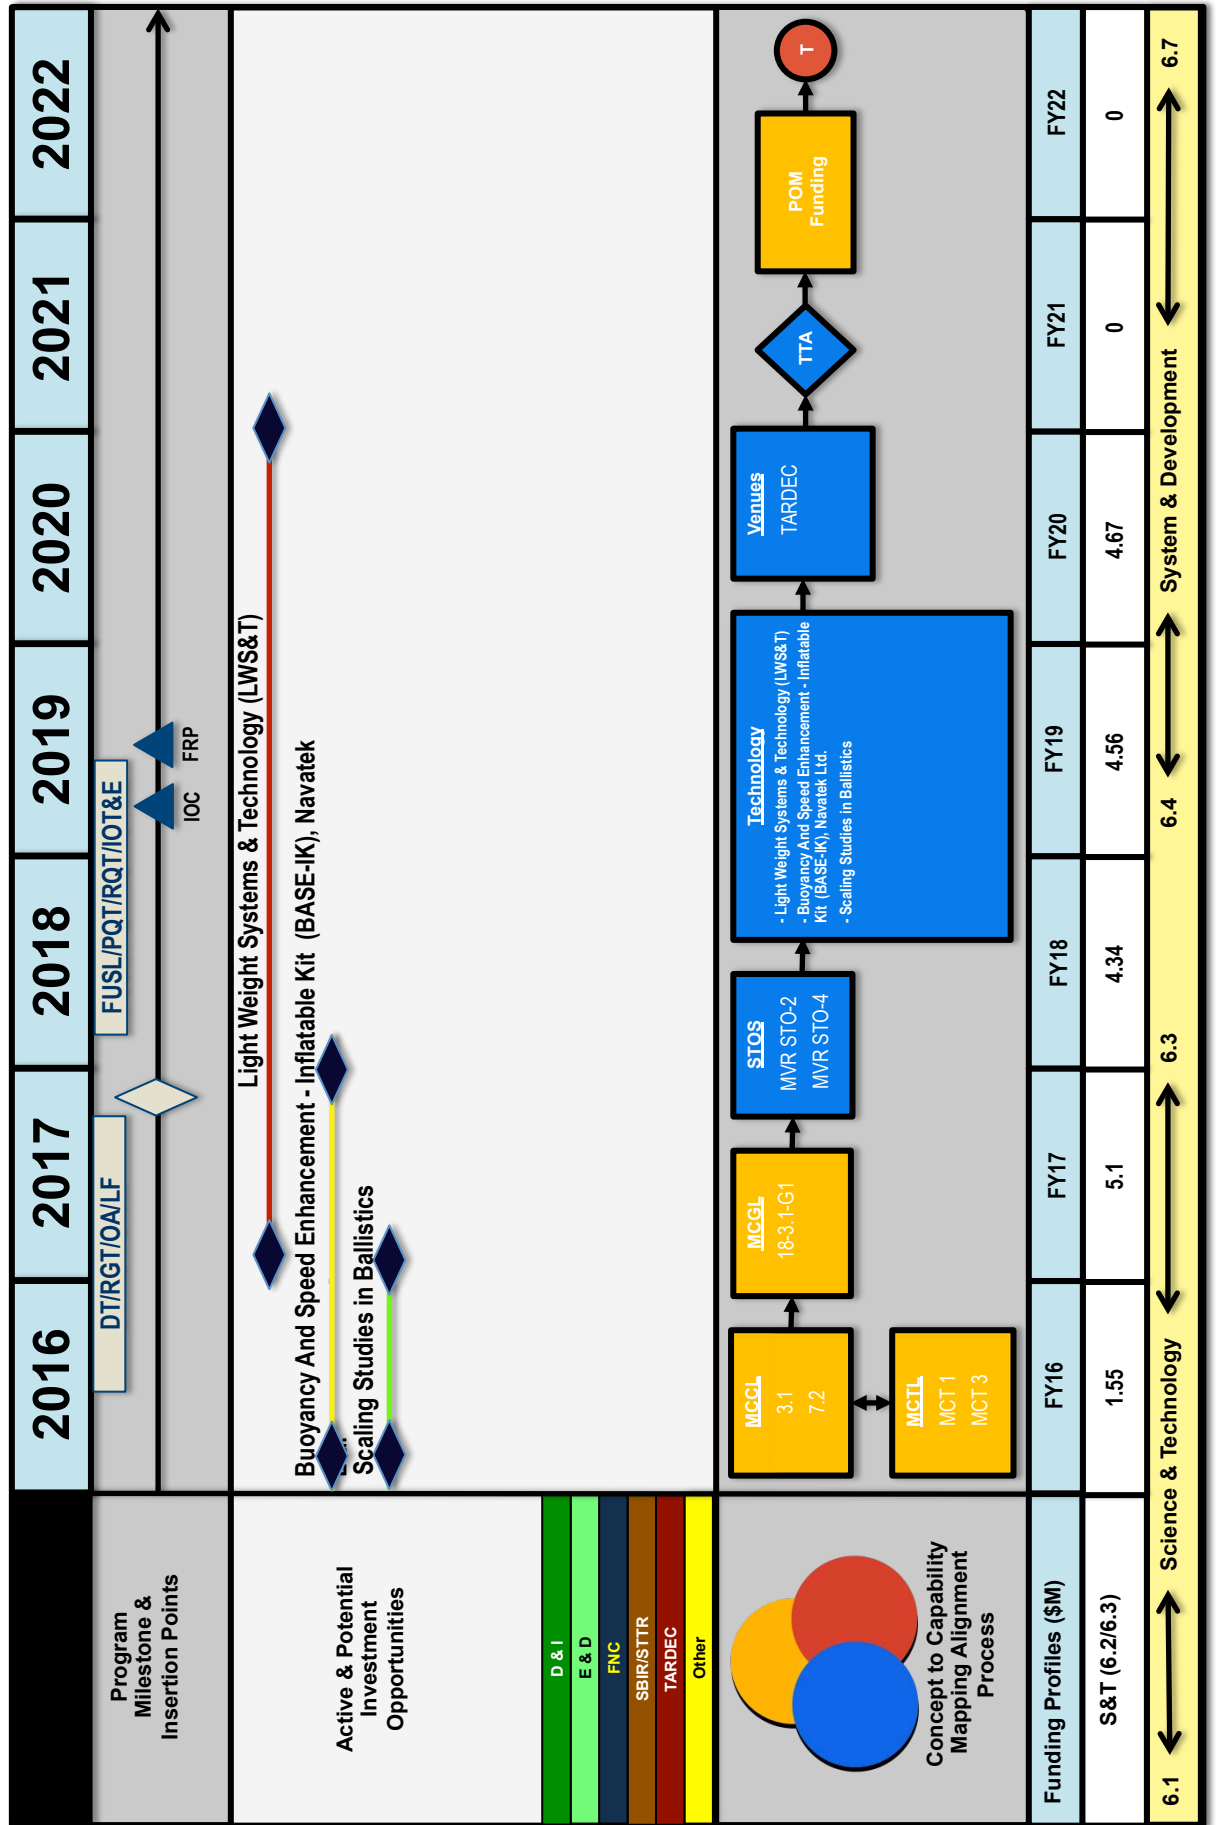 2016
2017
2018
2019
2020
2021
2022
Program
Milestone &
Insertion Points
DT/RGT/OA/LF
FUSL/PQT/RQT/IOT&E
IOC
FRP
Active & Potential
Investment
Opportunities
Light Weight Systems & Technology (LWS&T)
Buoyancy And Speed Enhancement - Inflatable Kit (BASE-IK), Navatek
Scaling Studies in Ballistics
D & I
E & D
FNC
SBIR/STTR
TARDEC
Other
Concept to Capability
Mapping Alignment
Process
MCCL
3.1
7.2
MCTL
MCT 1
MCT 3
MCGL
18-3.1-G1
STOS
MVR STO-2
MVR STO-4
Technology
- Light Weight Systems & Technology (LWS&T)
- Buoyancy And Speed Enhancement - Inflatable
Kit (BASE-IK), Navatek Ltd.
- Scaling Studies in Ballistics
Venues
TARDEC
TTA
POM
Funding
T
Funding Profiles ($M)
FY16
FY17
FY18
FY19
FY20
FY21
FY22
S&T (6.2/6.3)
1.55
5.1
4.34
4.56
4.67
0
0
6.1
Science & Technology
6.3
6.4
System & Development
6.7